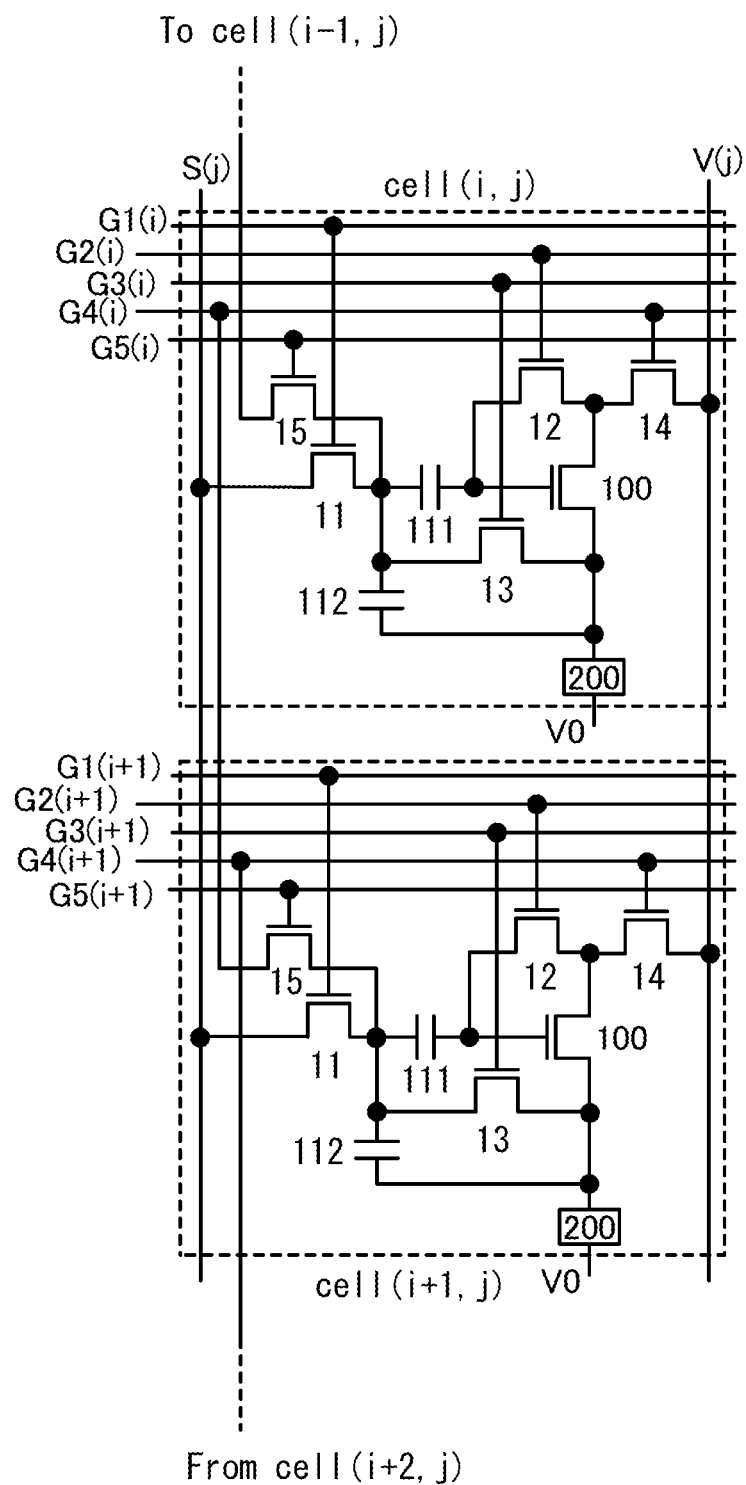 To cell(i-1, j)
S(j)
V(j)
cell(i, j)
G1(i)
G2(i)
G3(i)
G4(i)
G5(i)
15
12
14
11
111
100
112
13
200
V0
G1(i+1)
G2(i+1)
G3(i+1)
G4(i+1)
G5(i+1)
15
12
14
11
111
100
112
13
200
cell(i+1, j)
V0
From cell(i+2, j)